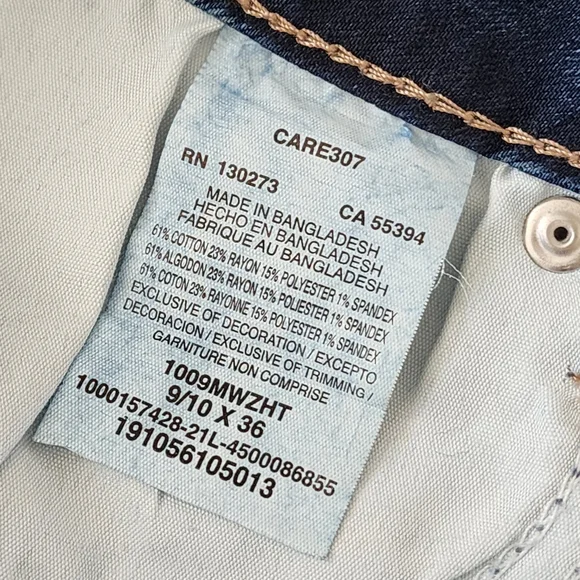 CARE307
RN 130273 CA 55394
MADE IN BANGLADESH
HECHO EN BANGLADESH
FABRIQUE AU BANGLADESH
61% COTTON 23% RAYON 15% POLYESTER 1% SPANDEX
61% ALGODON 23% RAYON 15% POLIESTER 1% SPANDEX
61% COTON 23% RAYONNE 15% POLYESTER 1% SPANDEX
EXCLUSIVE OF DECORATION / EXCEPTO
DECORACION / EXCLUSIVE OF TRIMMING /
GARNITURE NON COMPRISE
1009MWZHT
9/10 X 36
1000157428-21L-4500086855
191056105013